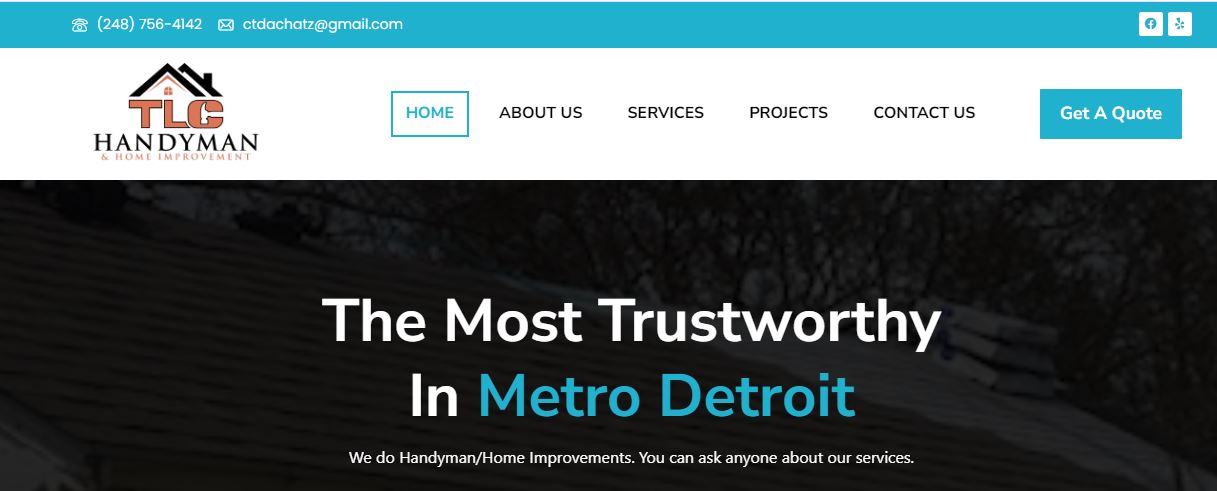 (248) 756-4142 ctdachatz@gmail.com
TLC
HANDYMAN
& HOME IMPROVEMENT
HOME ABOUT US SERVICES PROJECTS CONTACT US Get A Quote
The Most Trustworthy
In Metro Detroit
We do Handyman/Home Improvements. You can ask anyone about our services.